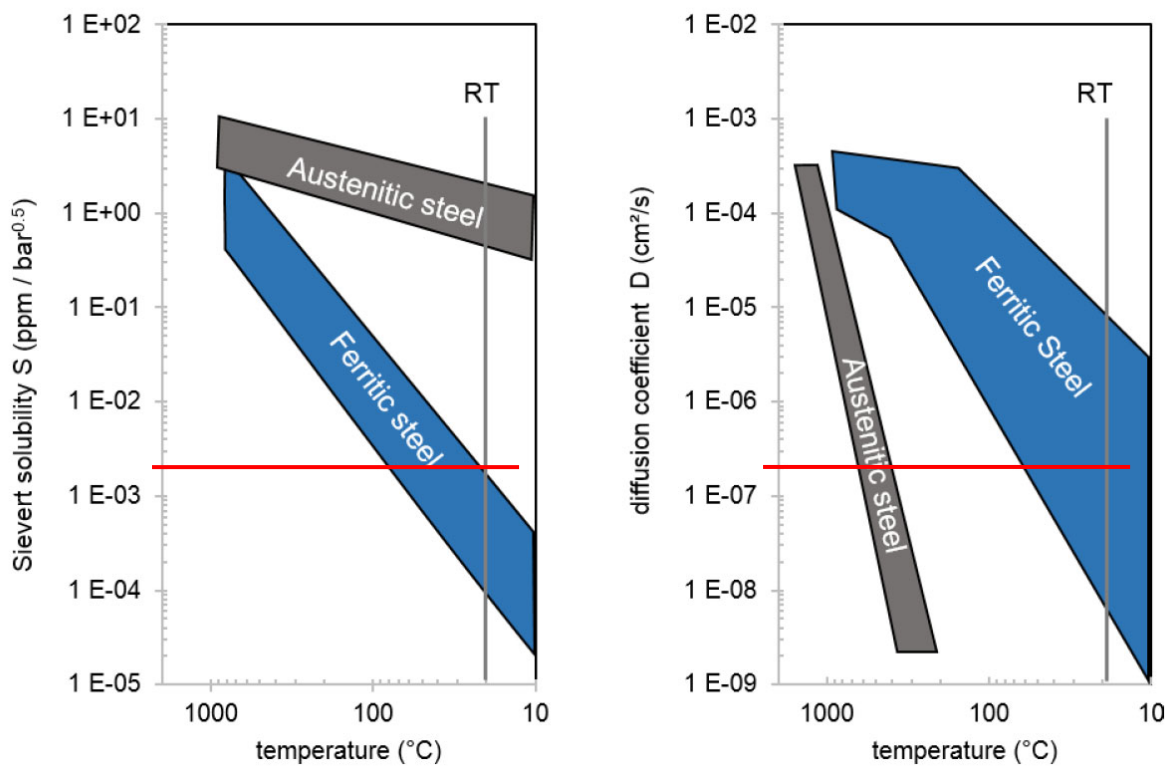 1 E+02
1 E+01
1 E+00
1 E-01
1 E-02
1 E-03
1 E-04
1 E-05
Sievert solubility S (ppm / bar⁰·⁵)
RT
Austenitic steel
Ferritic steel
1000 100 10
temperature (°C)
1 E-02
1 E-03
1 E-04
1 E-05
1 E-06
1 E-07
1 E-08
1 E-09
diffusion coefficient D (cm²/s)
RT
Ferritic Steel
Austenitic steel
1000 100 10
temperature (°C)